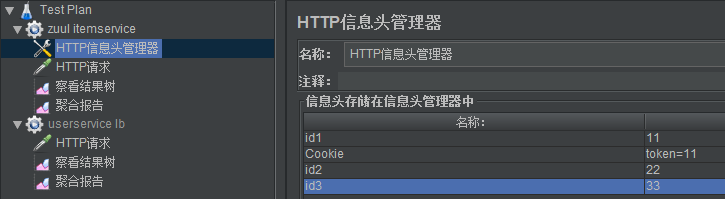 Test Plan
zuul itemservice
HTTP信息头管理器
HTTP请求
察看结果树
聚合报告
userservice lb
HTTP请求
察看结果树
聚合报告
HTTP信息头管理器
名称： HTTP信息头管理器
注释：
信息头存储在信息头管理器中
名称：
id1 11
Cookie token=11
id2 22
id3 33